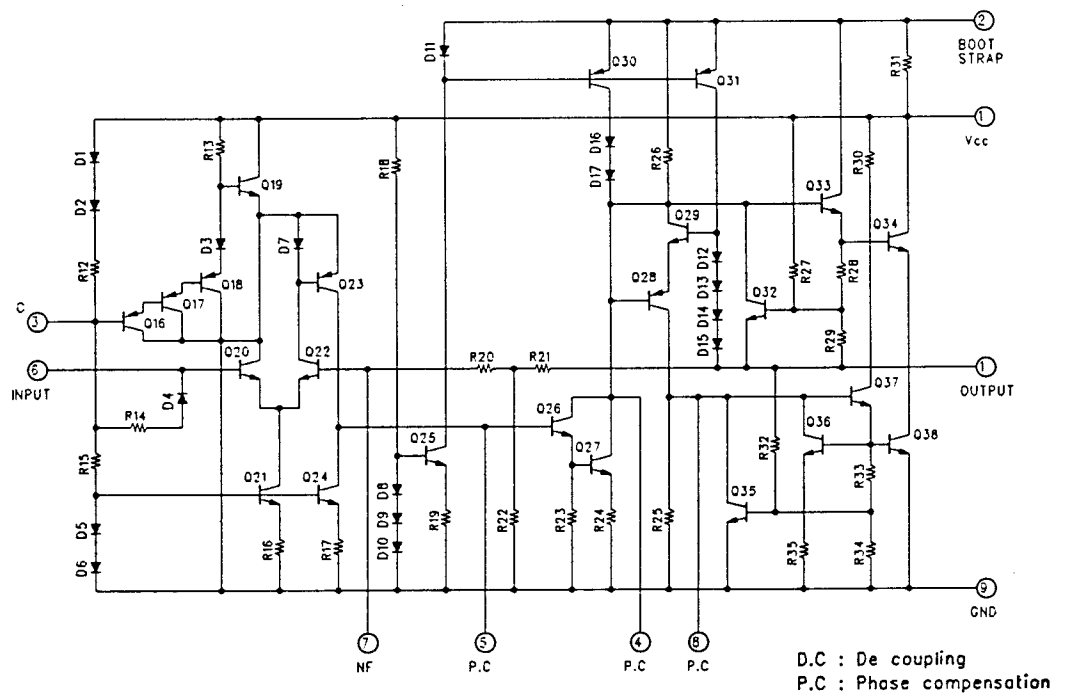 2
BOOT
STRAP
D11
Q30
Q31
R31
1
Vcc
D1
R13
R18
D16
R26
R30
D2
Q19
D17
Q33
D3
D7
Q29
Q34
R12
Q18
Q23
Q28
D12
R27
R28
C
3
Q17
Q16
D13
Q32
D14
R29
D15
Q20
Q22
R20
R21
6
INPUT
1
OUTPUT
D4
R14
Q37
Q26
Q36
Q38
R15
Q25
Q27
R32
R33
Q21
Q24
D8
Q35
D5
R16
R17
D9
R19
R22
R23
R24
R25
R35
R34
D6
D10
9
GND
7
NF
5
P.C
4
P.C
8
P.C
D.C : De coupling
P.C : Phase compensation